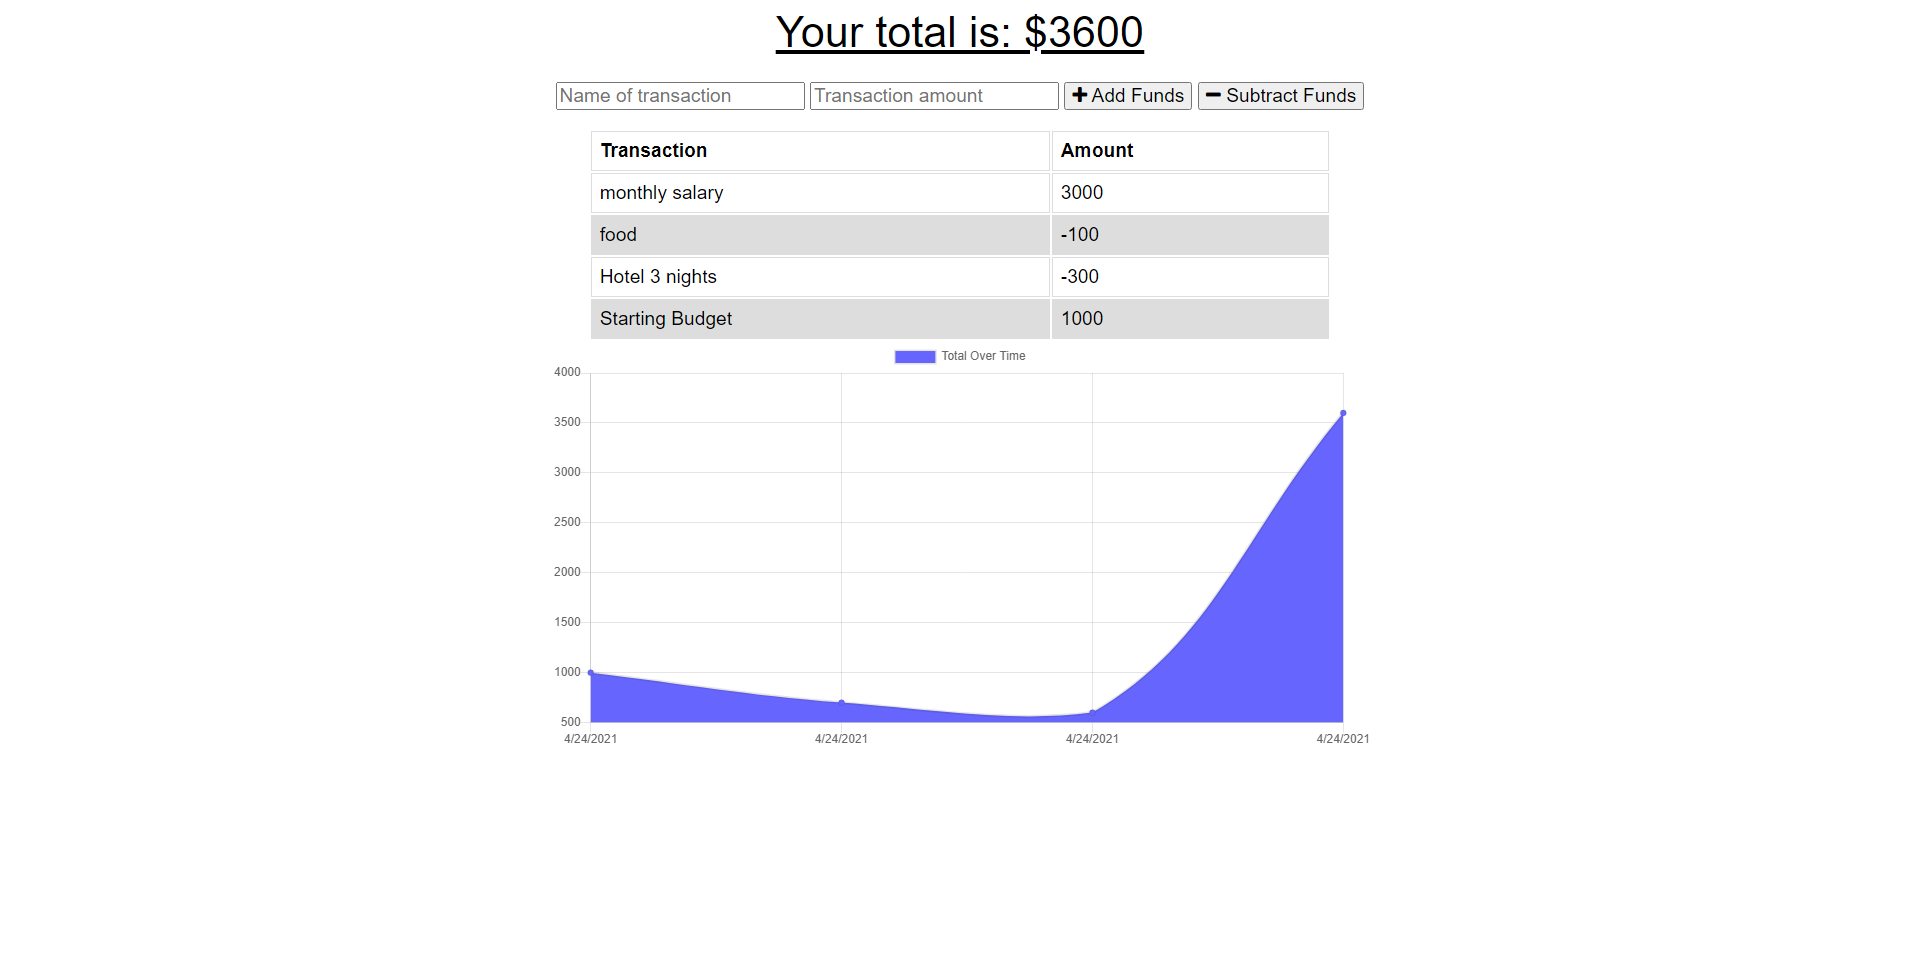 Your total is: $3600
Name of transaction Transaction amount Add Funds Subtract Funds
Transaction Amount
monthly salary 3000
food -100
Hotel 3 nights -300
Starting Budget 1000
Total Over Time
4000
3500
3000
2500
2000
1500
1000
500
4/24/2021 4/24/2021 4/24/2021 4/24/2021